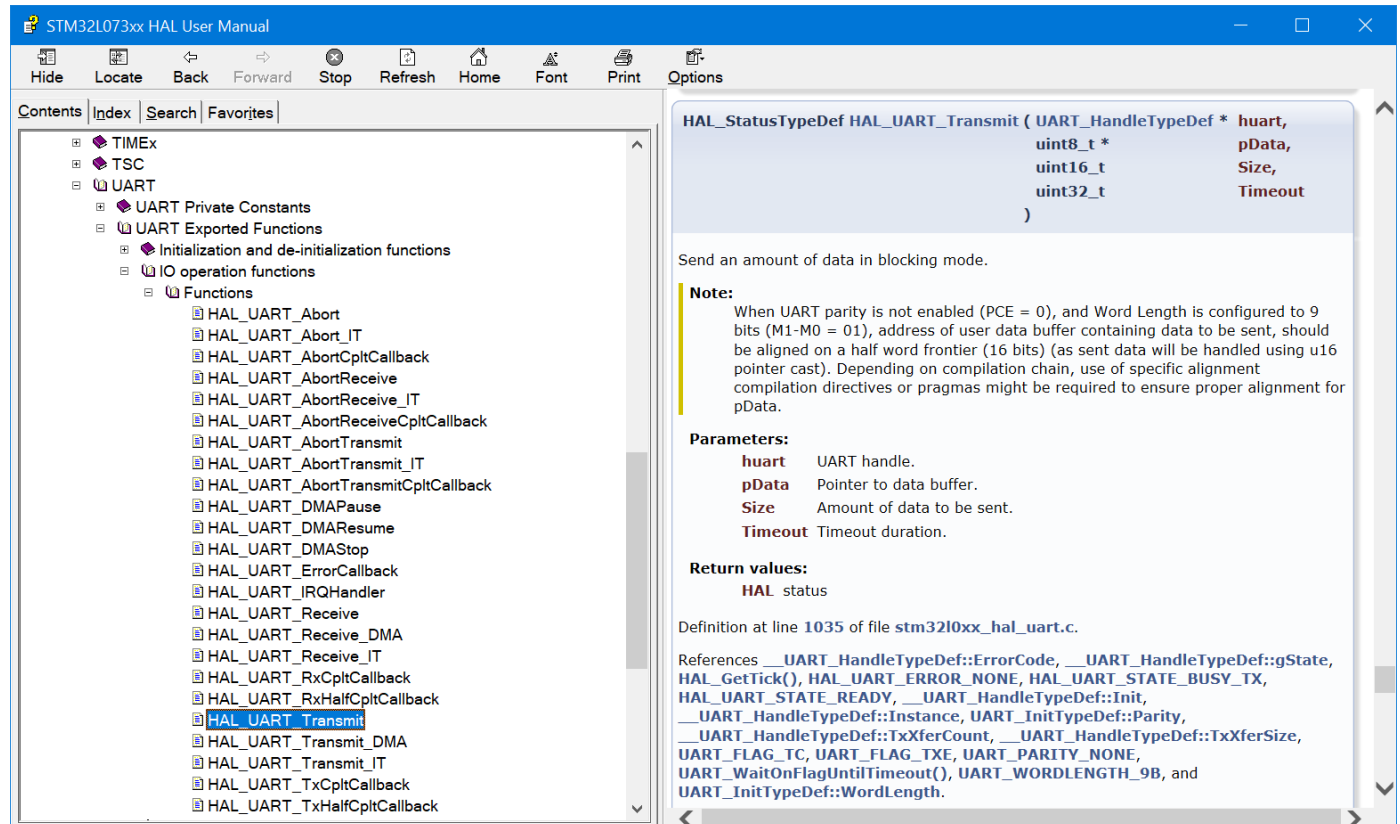 STM32L073xx HAL User Manual
Hide Locate Back Forward Stop Refresh Home Font Print Options
Contents Index Search Favorites
TIMEx
TSC
UART
UART Private Constants
UART Exported Functions
Initialization and de-initialization functions
IO operation functions
Functions
HAL_UART_Abort
HAL_UART_Abort_IT
HAL_UART_AbortCpltCallback
HAL_UART_AbortReceive
HAL_UART_AbortReceive_IT
HAL_UART_AbortReceiveCpltCallback
HAL_UART_AbortTransmit
HAL_UART_AbortTransmit_IT
HAL_UART_AbortTransmitCpltCallback
HAL_UART_DMAPause
HAL_UART_DMAResume
HAL_UART_DMAStop
HAL_UART_ErrorCallback
HAL_UART_IRQHandler
HAL_UART_Receive
HAL_UART_Receive_DMA
HAL_UART_Receive_IT
HAL_UART_RxCpltCallback
HAL_UART_RxHalfCpltCallback
HAL_UART_Transmit
HAL_UART_Transmit_DMA
HAL_UART_Transmit_IT
HAL_UART_TxCpltCallback
HAL_UART_TxHalfCpltCallback
HAL_StatusTypeDef HAL_UART_Transmit ( UART_HandleTypeDef * huart,
uint8_t * pData,
uint16_t Size,
uint32_t Timeout
)
Send an amount of data in blocking mode.
Note:
When UART parity is not enabled (PCE = 0), and Word Length is configured to 9
bits (M1-M0 = 01), address of user data buffer containing data to be sent, should
be aligned on a half word frontier (16 bits) (as sent data will be handled using u16
pointer cast). Depending on compilation chain, use of specific alignment
compilation directives or pragmas might be required to ensure proper alignment for
pData.
Parameters:
huart UART handle.
pData Pointer to data buffer.
Size Amount of data to be sent.
Timeout Timeout duration.
Return values:
HAL status
Definition at line 1035 of file stm32l0xx_hal_uart.c.
References __UART_HandleTypeDef::ErrorCode, __UART_HandleTypeDef::gState,
HAL_GetTick(), HAL_UART_ERROR_NONE, HAL_UART_STATE_BUSY_TX,
HAL_UART_STATE_READY, __UART_HandleTypeDef::Init,
__UART_HandleTypeDef::Instance, UART_InitTypeDef::Parity,
__UART_HandleTypeDef::TxXferCount, __UART_HandleTypeDef::TxXferSize,
UART_FLAG_TC, UART_FLAG_TXE, UART_PARITY_NONE,
UART_WaitOnFlagUntilTimeout(), UART_WORDLENGTH_9B, and
UART_InitTypeDef::WordLength.